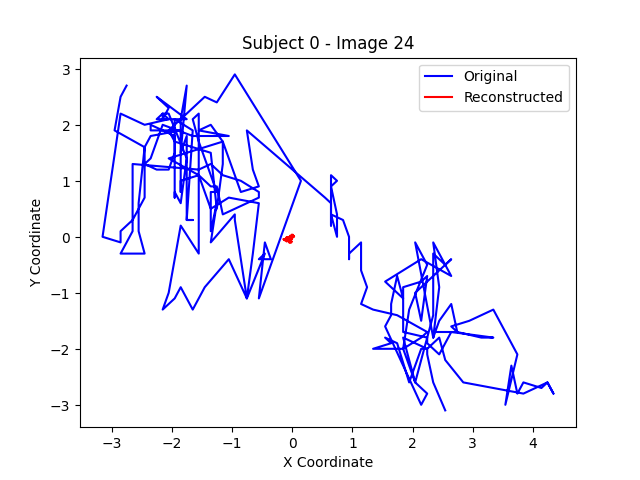 Subject 0 - Image 24
Original
Reconstructed
Y Coordinate
3
2
1
0
−1
−2
−3
−3 −2 −1 0 1 2 3 4
X Coordinate